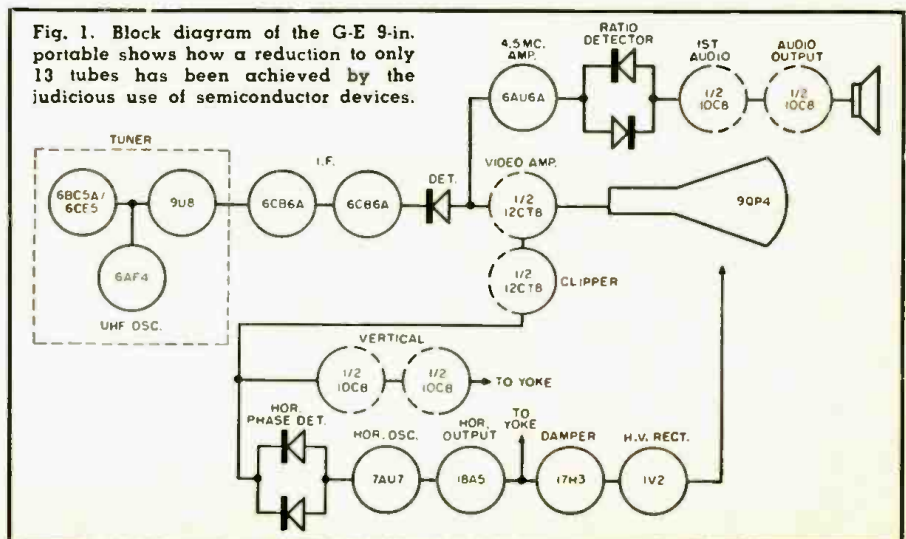 Fig. 1. Block diagram of the G-E 9-in.
portable shows how a reduction to only
13 tubes has been achieved by the
judicious use of semiconductor devices.
TUNER
6BC5A/
6CE5
9U8
6AF4
UHF OSC.
I.F.
6CB6A
6CB6A
DET.
4.5MC.
AMP.
6AU6A
RATIO
DETECTOR
1ST
AUDIO
1/2
10C8
AUDIO
OUTPUT
1/2
10C8
VIDEO AMP.
1/2
12CT8
9QP4
1/2
12CT8
CLIPPER
VERTICAL
1/2
10C8
1/2
10C8
TO YOKE
HOR.
PHASE DET.
HOR. OSC.
7AU7
HOR.
OUTPUT
18A5
TO
YOKE
DAMPER
17H3
H.V. RECT.
1V2